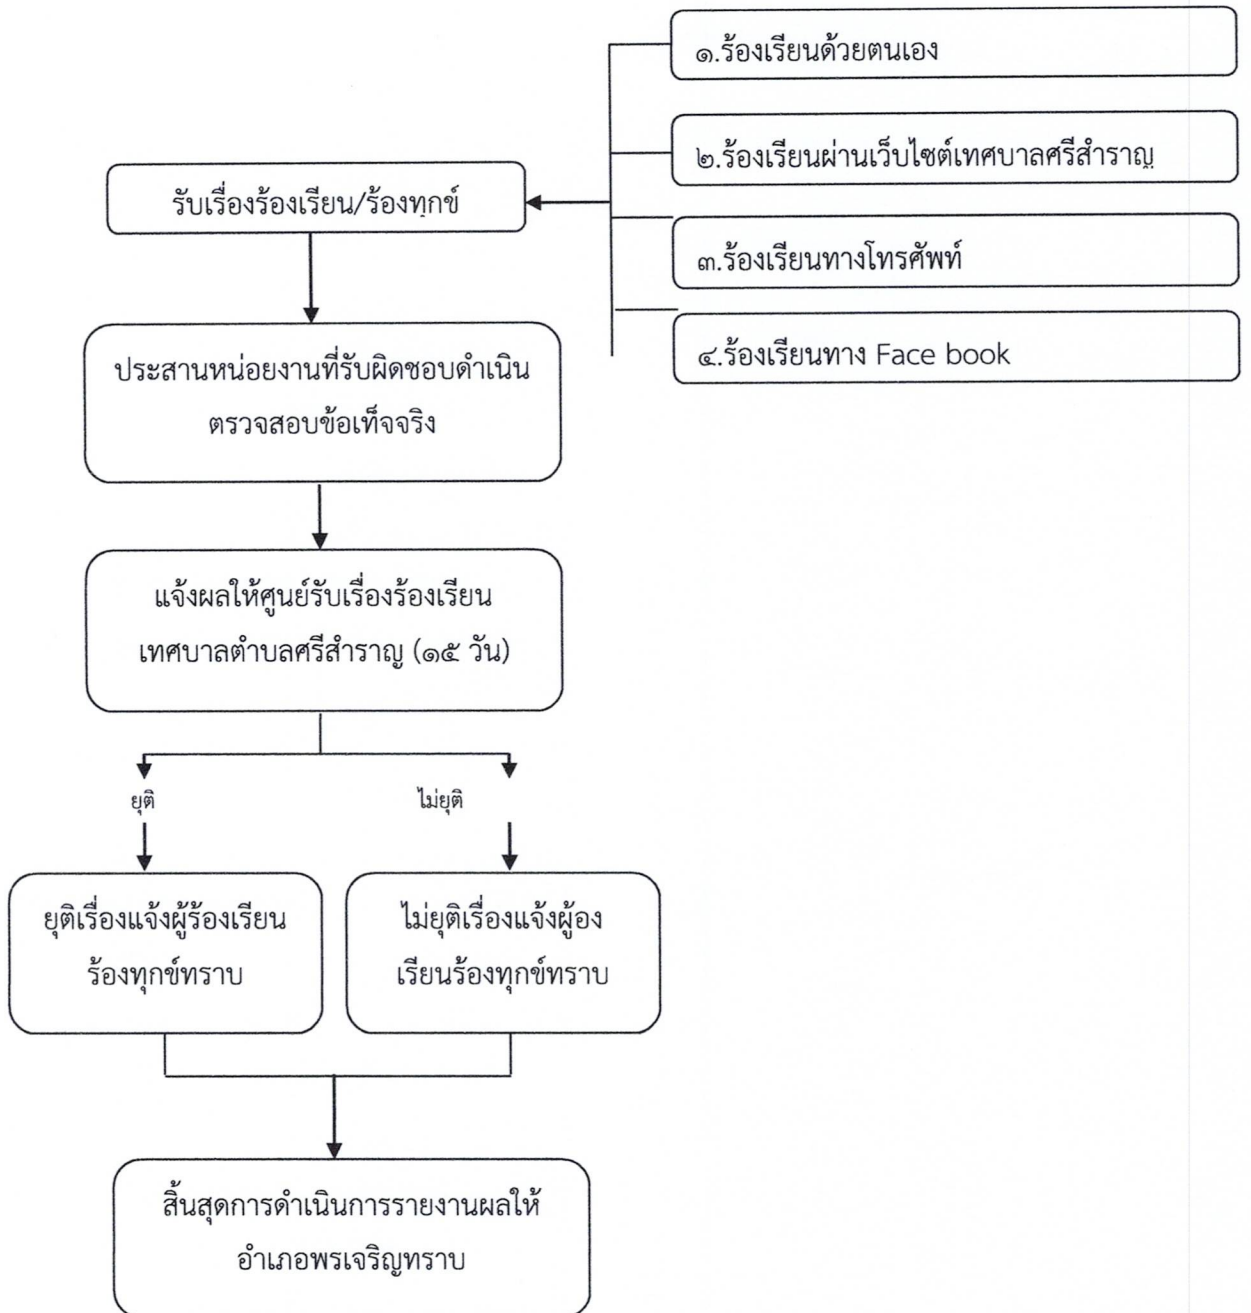 ๑.ร้องเรียนด้วยตนเอง
๒.ร้องเรียนผ่านเว็บไซต์เทศบาลศรีสำราญ
รับเรื่องร้องเรียน/ร้องทุกข์
๓.ร้องเรียนทางโทรศัพท์
๔.ร้องเรียนทาง Face book
ประสานหน่อยงานที่รับผิดชอบดำเนิน
ตรวจสอบข้อเท็จจริง
แจ้งผลให้ศูนย์รับเรื่องร้องเรียน
เทศบาลตำบลศรีสำราญ (๑๕ วัน)
ยุติ
ไม่ยุติ
ยุติเรื่องแจ้งผู้ร้องเรียน
ร้องทุกข์ทราบ
ไม่ยุติเรื่องแจ้งผู้อง
เรียนร้องทุกข์ทราบ
สิ้นสุดการดำเนินการรายงานผลให้
อำเภอพรเจริญทราบ